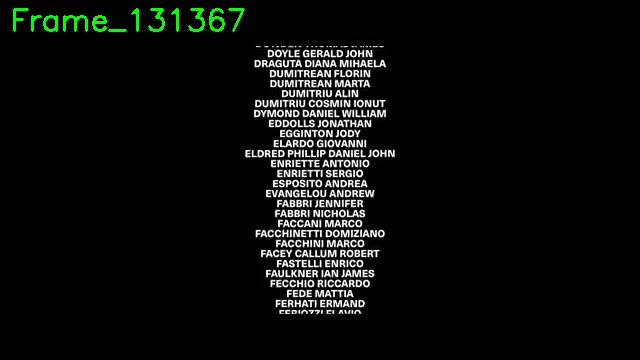 Frame_131367
DOYLE GERALD JOHN
DRAGUTA DIANA MIHAELA
DUMITREAN FLORIN
DUMITREAN MARTA
DUMITRIU ALIN
DUMITRIU COSMIN IONUT
DYMOND DANIEL WILLIAM
EDDOLLS JONATHAN
EGGINTON JODY
ELARDO GIOVANNI
ELDRED PHILLIP DANIEL JOHN
ENRIETTE ANTONIO
ENRIETTI SERGIO
ESPOSITO ANDREA
EVANGELOU ANDREW
FABBRI JENNIFER
FABBRI NICHOLAS
FACCANI MARCO
FACCHINETTI DOMIZIANO
FACCHINI MARCO
FACEY CALLUM ROBERT
FASTELLI ENRICO
FAULKNER IAN JAMES
FECCHIO RICCARDO
FEDE MATTIA
FERHATI ERMAND